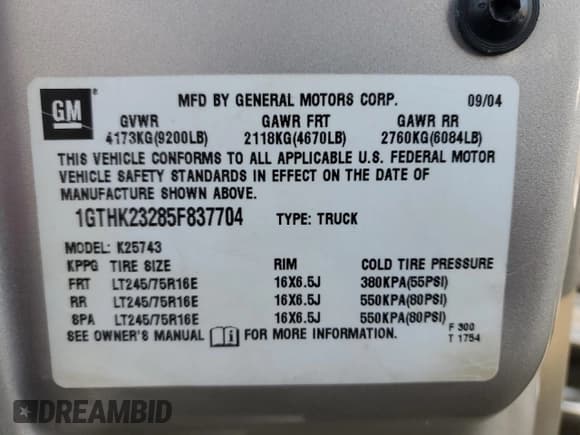 GM ®
MFD BY GENERAL MOTORS CORP. 09/04
GVWR GAWR FRT GAWR RR
4173KG(9200LB) 2118KG(4670LB) 2760KG(6084LB)
THIS VEHICLE CONFORMS TO ALL APPLICABLE U.S. FEDERAL MOTOR
VEHICLE SAFETY STANDARDS IN EFFECT ON THE DATE OF
MANUFACTURE SHOWN ABOVE.
1GTHK23285F837704 TYPE: TRUCK
MODEL: K25743
KPPG TIRE SIZE RIM COLD TIRE PRESSURE
FRT LT245/75R16E 16X6.5J 380KPA(55PSI)
RR LT245/75R16E 16X6.5J 550KPA(80PSI)
SPA LT245/75R16E 16X6.5J 550KPA(80PSI)
SEE OWNER'S MANUAL i FOR MORE INFORMATION.
F 300
T 1754
DREAMBID